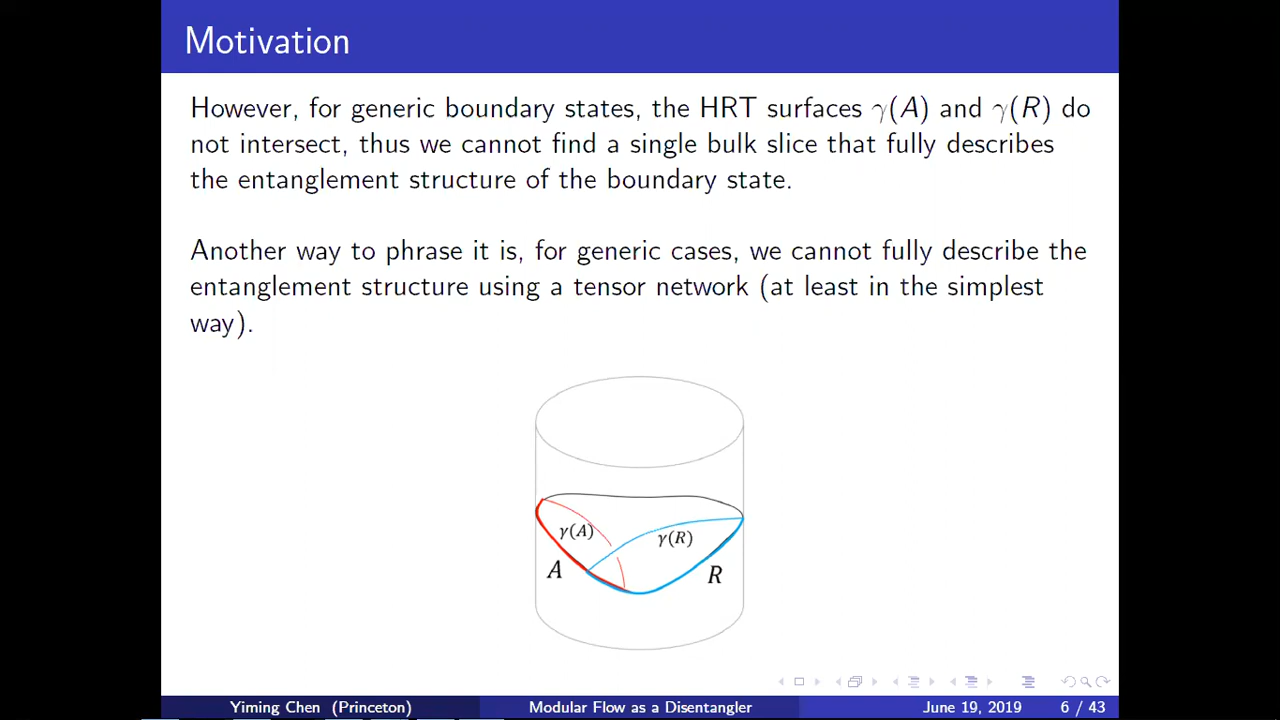 Motivation
However, for generic boundary states, the HRT surfaces γ(A) and γ(R) do
not intersect, thus we cannot find a single bulk slice that fully describes
the entanglement structure of the boundary state.
Another way to phrase it is, for generic cases, we cannot fully describe the
entanglement structure using a tensor network (at least in the simplest
way).
γ(A)
γ(R)
A
R
Yiming Chen (Princeton)
Modular Flow as a Disentangler
June 19, 2019
6 / 43